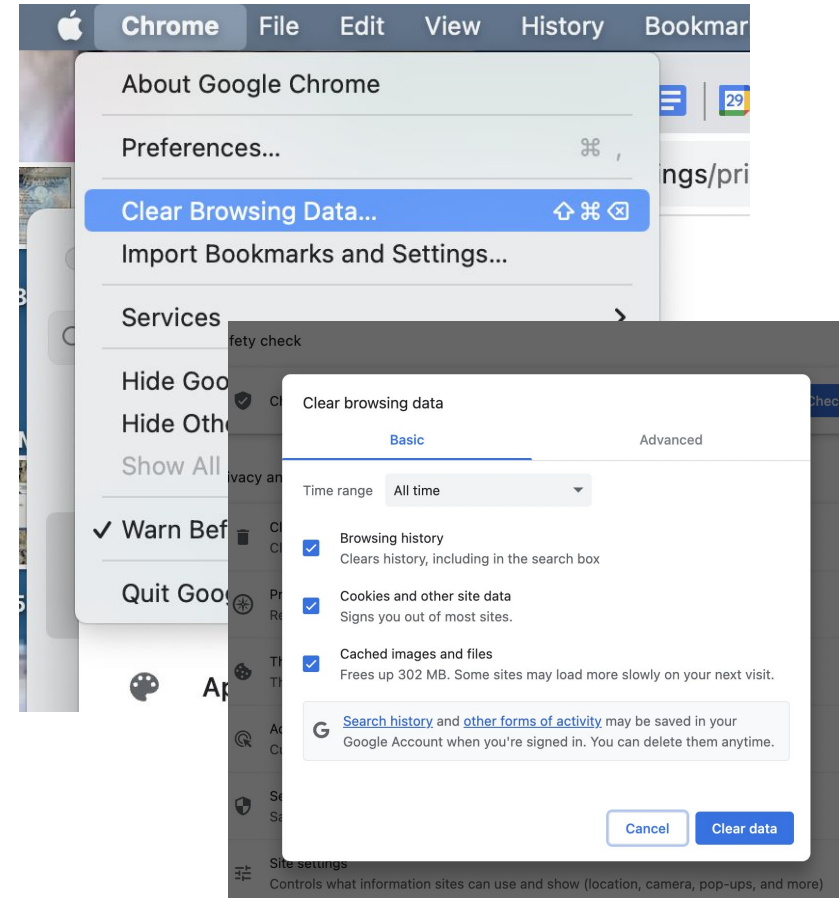 Chrome File Edit View History Bookmar
About Google Chrome
29
Preferences... ⌘ ,
ngs/pri
Clear Browsing Data... ⇧⌘⌫
Import Bookmarks and Settings...
Services
fety check
Hide Goo
Hide Othe
Show All
Warn Bef
Quit Goog
Ap
Chec
Clear browsing data
Basic Advanced
ivacy an
Time range All time
Browsing history
Clears history, including in the search box
Cookies and other site data
Signs you out of most sites.
Cached images and files
Frees up 302 MB. Some sites may load more slowly on your next visit.
G Search history and other forms of activity may be saved in your
Google Account when you're signed in. You can delete them anytime.
Cancel Clear data
Site settings
Controls what information sites can use and show (location, camera, pop-ups, and more)